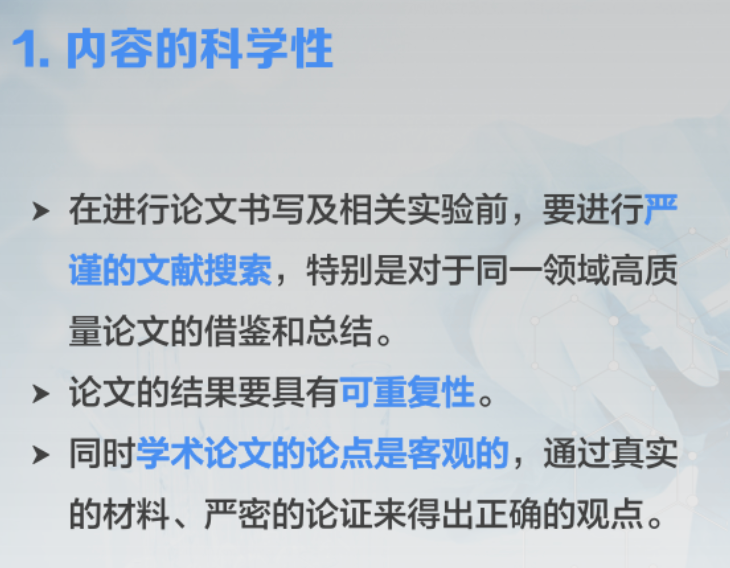 1. 内容的科学性
➤ 在进行论文书写及相关实验前，要进行严
谨的文献搜索，特别是对于同一领域高质
量论文的借鉴和总结。
➤ 论文的结果要具有可重复性。
➤ 同时学术论文的论点是客观的，通过真实
的材料、严密的论证来得出正确的观点。